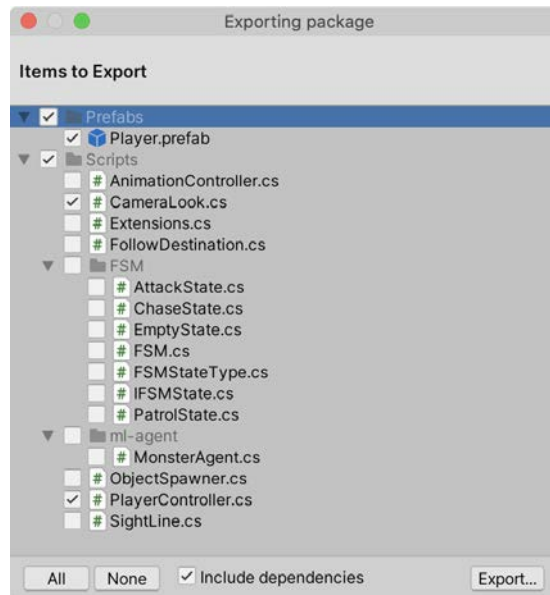 Exporting package
Items to Export
Prefabs
Player.prefab
Scripts
# AnimationController.cs
# CameraLook.cs
# Extensions.cs
# FollowDestination.cs
FSM
# AttackState.cs
# ChaseState.cs
# EmptyState.cs
# FSM.cs
# FSMStateType.cs
# IFSMState.cs
# PatrolState.cs
ml-agent
# MonsterAgent.cs
# ObjectSpawner.cs
# PlayerController.cs
# SightLine.cs
All None Include dependencies Export...